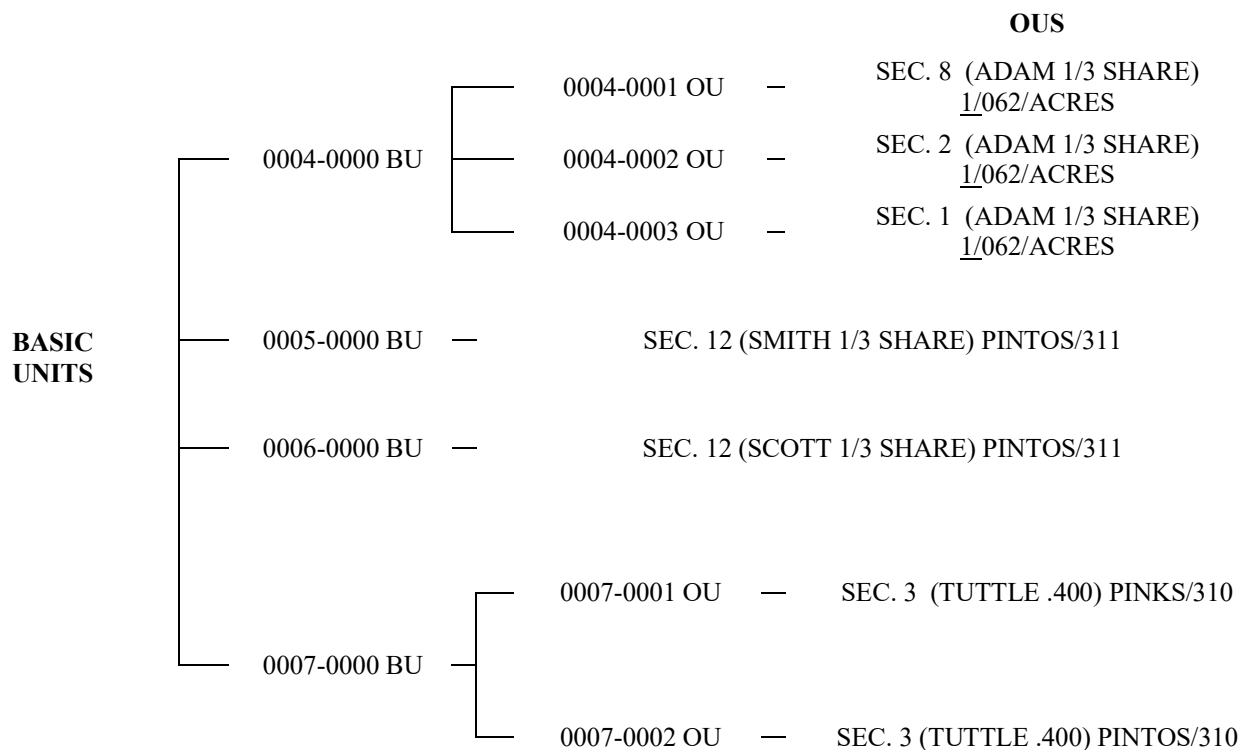 OUS
0004-0001 OU — SEC. 8 (ADAM 1/3 SHARE)
1/062/ACRES
0004-0000 BU
0004-0002 OU — SEC. 2 (ADAM 1/3 SHARE)
1/062/ACRES
0004-0003 OU — SEC. 1 (ADAM 1/3 SHARE)
1/062/ACRES
BASIC
UNITS
0005-0000 BU — SEC. 12 (SMITH 1/3 SHARE) PINTOS/311
0006-0000 BU — SEC. 12 (SCOTT 1/3 SHARE) PINTOS/311
0007-0001 OU — SEC. 3 (TUTTLE .400) PINKS/310
0007-0000 BU
0007-0002 OU — SEC. 3 (TUTTLE .400) PINTOS/310